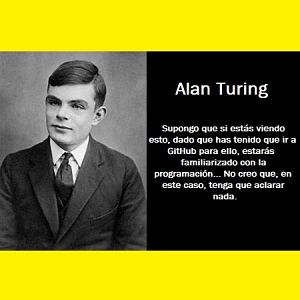 Alan Turing
Supongo que si estás viendo
esto, dado que has tenido que ir a
GitHub para ello, estarás
familiarizado con la
programación... No creo que, en
este caso, tenga que aclarar
nada.